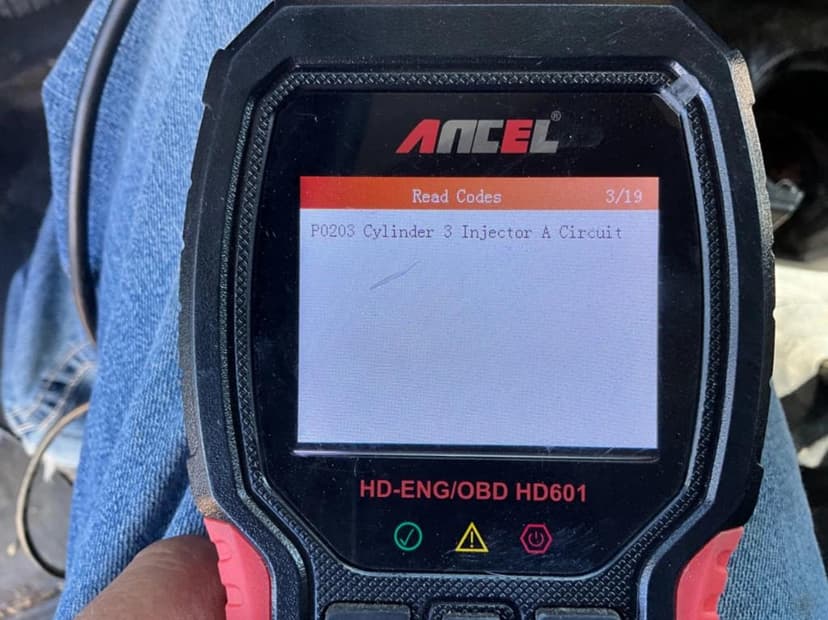 ANCEL®
Read Codes 3/19
P0203 Cylinder 3 Injector A Circuit
HD-ENG/OBD HD601